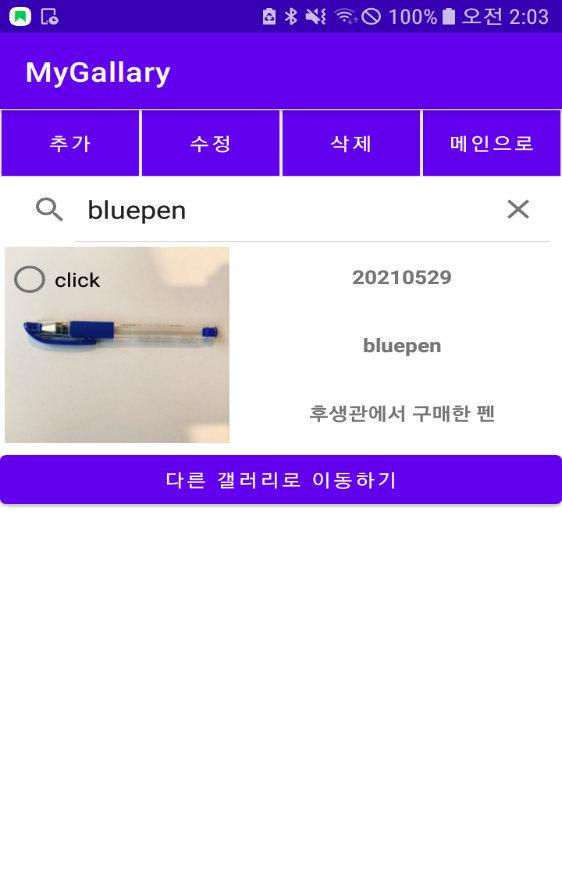 100% 오전 2:03
MyGallary
추가 수정 삭제 메인으로
bluepen
click
20210529
bluepen
후생관에서 구매한 펜
다른 갤러리로 이동하기